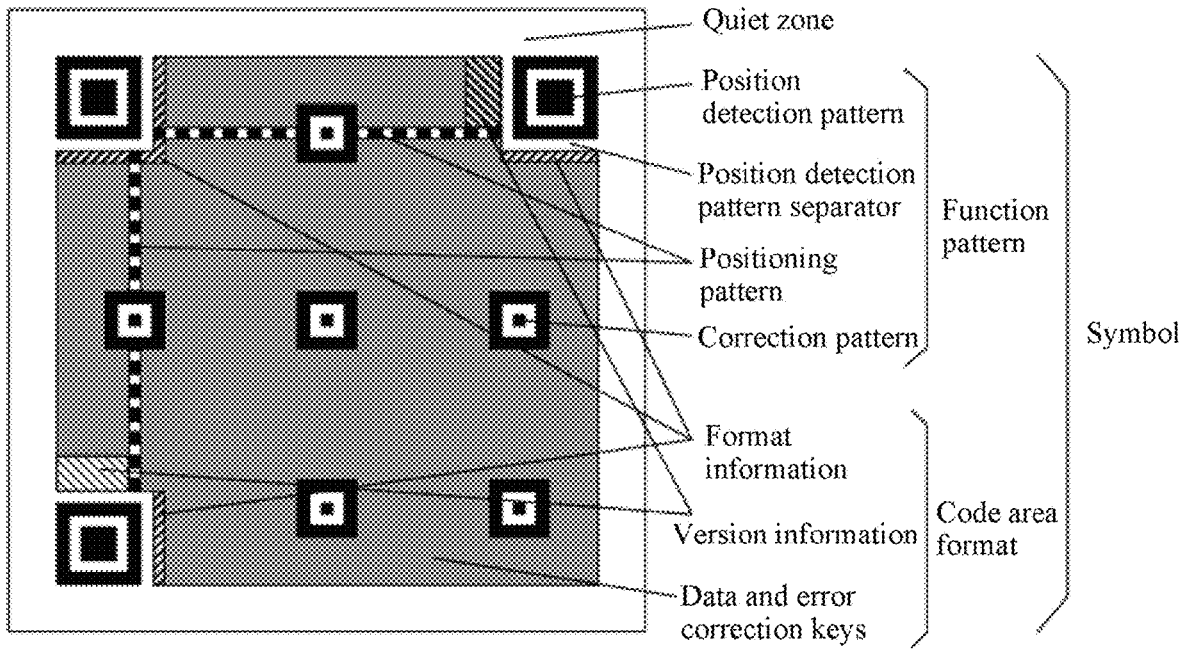 Quiet zone
Position
detection pattern
Position detection
pattern separator
Positioning
pattern
Correction pattern
Function
pattern
Symbol
Format
information
Version information
Code area
format
Data and error
correction keys